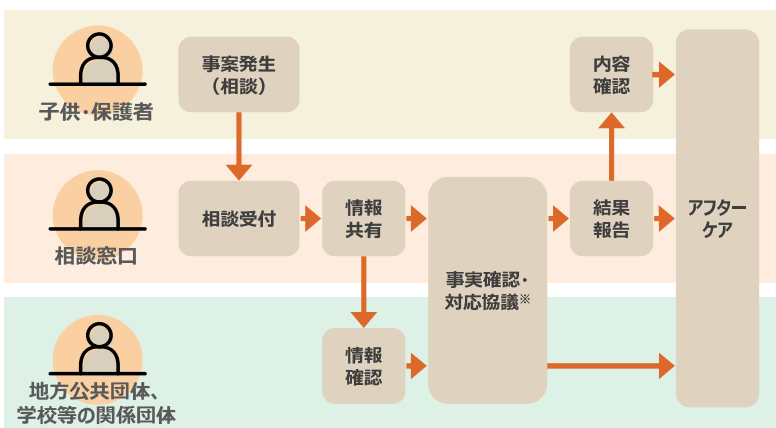 子供・保護者
事案発生
(相談)
内容
確認
相談窓口
相談受付
情報
共有
事実確認・
対応協議※
結果
報告
アフター
ケア
地方公共団体、
学校等の関係団体
情報
確認